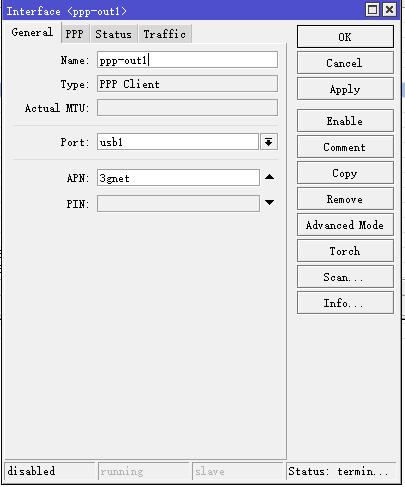 Interface <ppp-out1>
General PPP Status Traffic
Name: ppp-out1
Type: PPP Client
Actual MTU:
Port: usb1
APN: 3gnet
PIN:
OK
Cancel
Apply
Enable
Comment
Copy
Remove
Advanced Mode
Torch
Scan...
Info...
disabled running slave Status: termin...